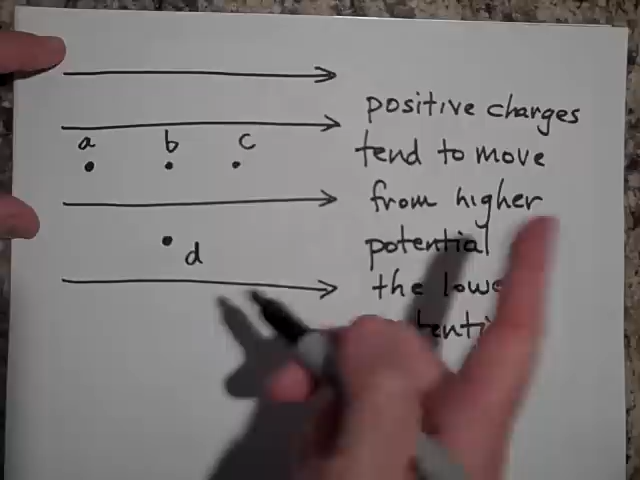 a b c
d
positive charges
tend to move
from higher
potential
the lowe